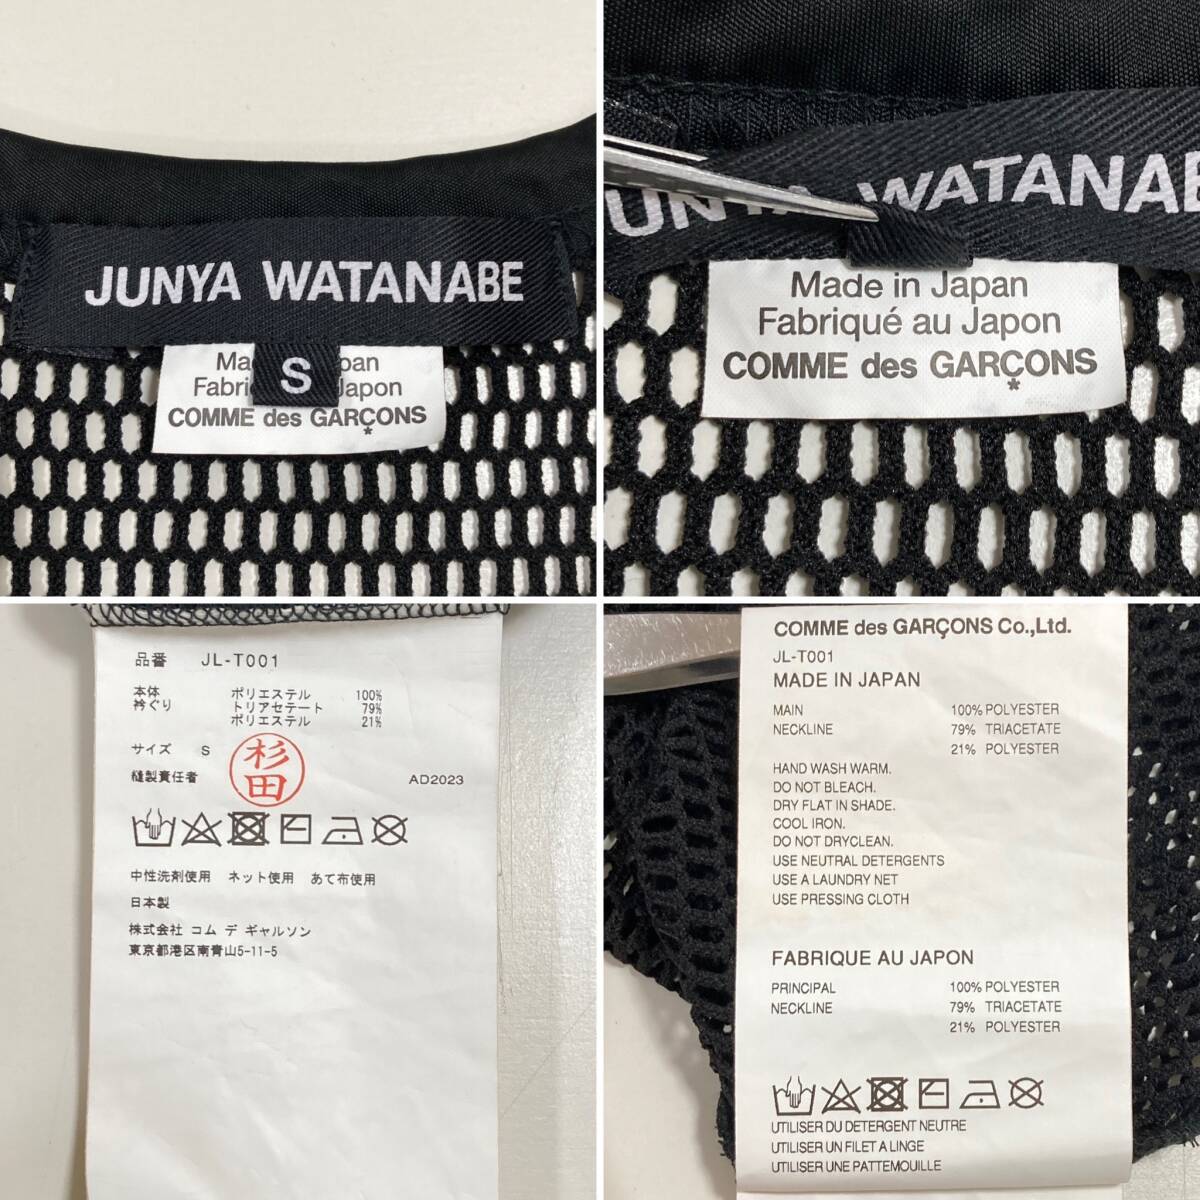 JUNYA WATANABE
S
Ma pan
Fabri Japon
COMME des GARÇONS
*
UNYA WATANABE
Made in Japan
Fabriqué au Japon
COMME des GARÇONS
*
品番 JL-T001
本体 ポリエステル 100%
衿ぐり トリアセテート 79%
ポリエステル 21%
サイズ S
縫製責任者 杉田 AD2023
中性洗剤使用 ネット使用 あて布使用
日本製
株式会社 コム デ ギャルソン
東京都港区南青山5-11-5
COMME des GARÇONS Co.,Ltd.
JL-T001
MADE IN JAPAN
MAIN 100% POLYESTER
NECKLINE 79% TRIACETATE
21% POLYESTER
HAND WASH WARM.
DO NOT BLEACH.
DRY FLAT IN SHADE.
COOL IRON.
DO NOT DRYCLEAN.
USE NEUTRAL DETERGENTS
USE A LAUNDRY NET
USE PRESSING CLOTH
FABRIQUE AU JAPON
PRINCIPAL 100% POLYESTER
NECKLINE 79% TRIACETATE
21% POLYESTER
UTILISER DU DETERGENT NEUTRE
UTILISER UN FILET A LINGE
UTILISER UNE PATTEMOUILLE